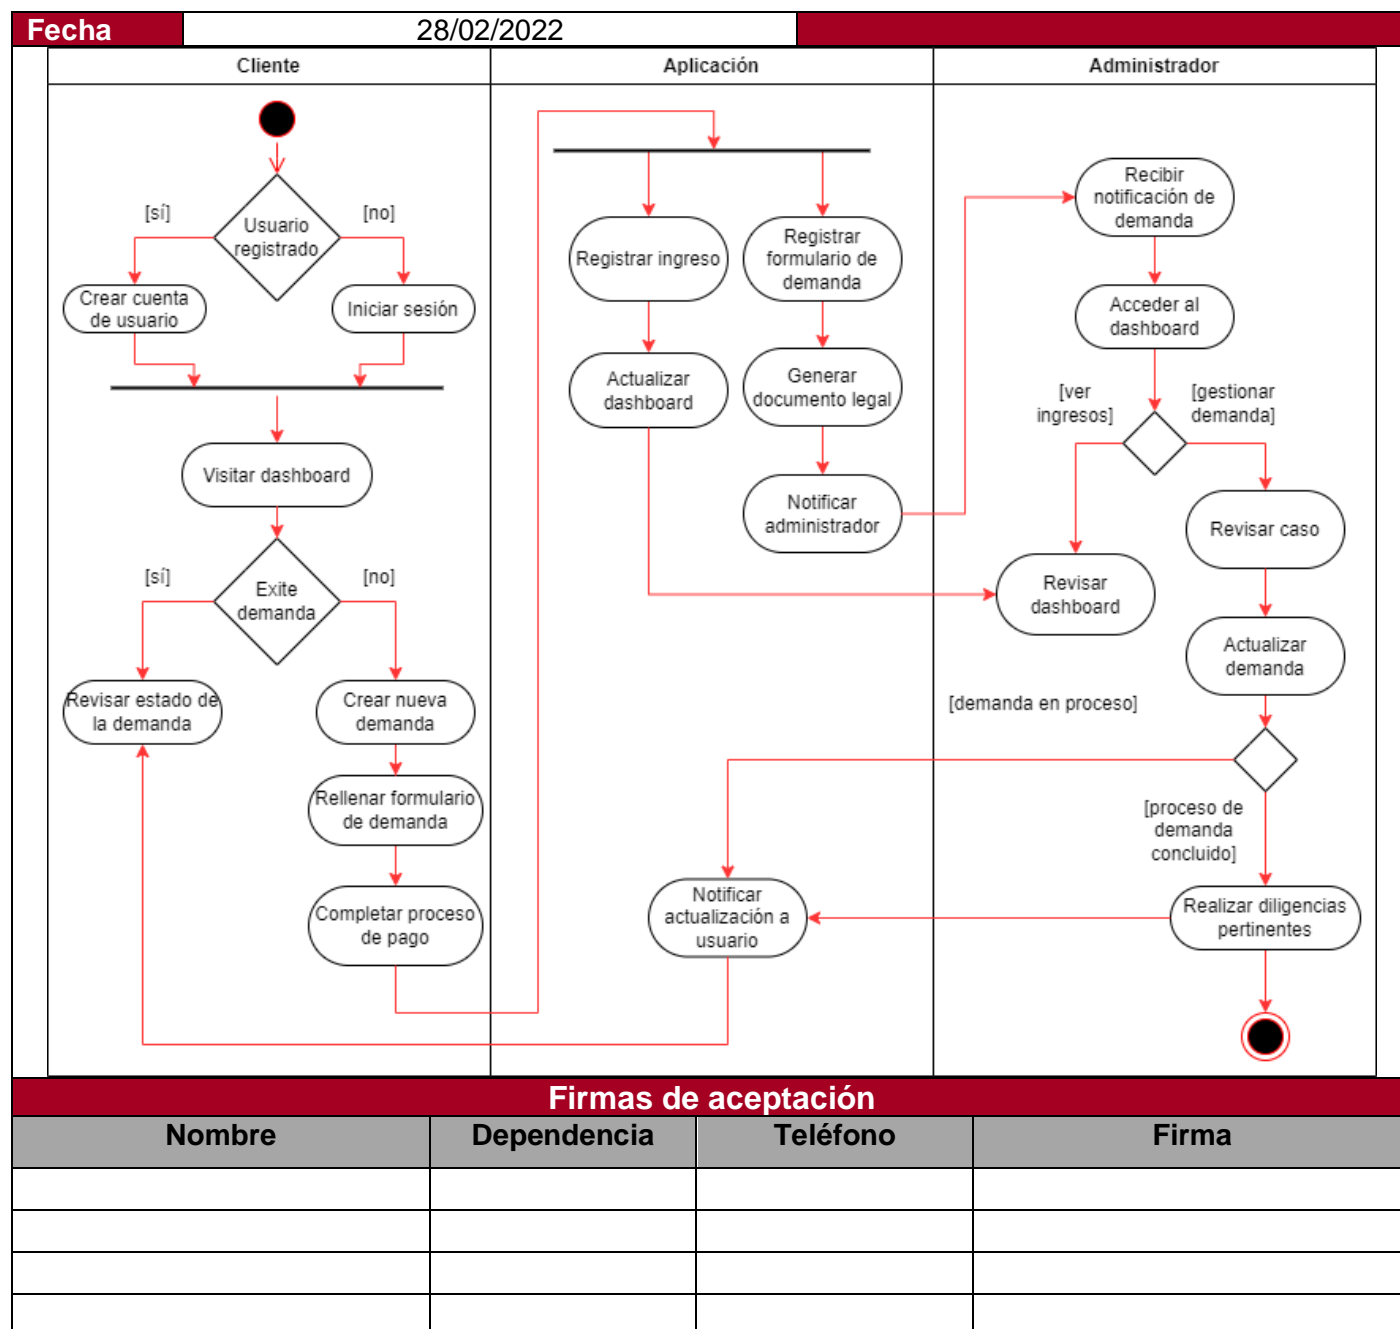 Fecha 28/02/2022
Cliente
Aplicación
Administrador
Usuario
registrado
[sí]
[no]
Crear cuenta
de usuario
Iniciar sesión
Visitar dashboard
Exite
demanda
[sí]
[no]
Revisar estado de
la demanda
Crear nueva
demanda
Rellenar formulario
de demanda
Completar proceso
de pago
Registrar ingreso
Registrar
formulario de
demanda
Actualizar
dashboard
Generar
documento legal
Notificar
administrador
Notificar
actualización a
usuario
Recibir
notificación de
demanda
Acceder al
dashboard
[ver
ingresos]
[gestionar
demanda]
Revisar
dashboard
Revisar caso
Actualizar
demanda
[demanda en proceso]
[proceso de
demanda
concluido]
Realizar diligencias
pertinentes
Firmas de aceptación
Nombre Dependencia Teléfono Firma